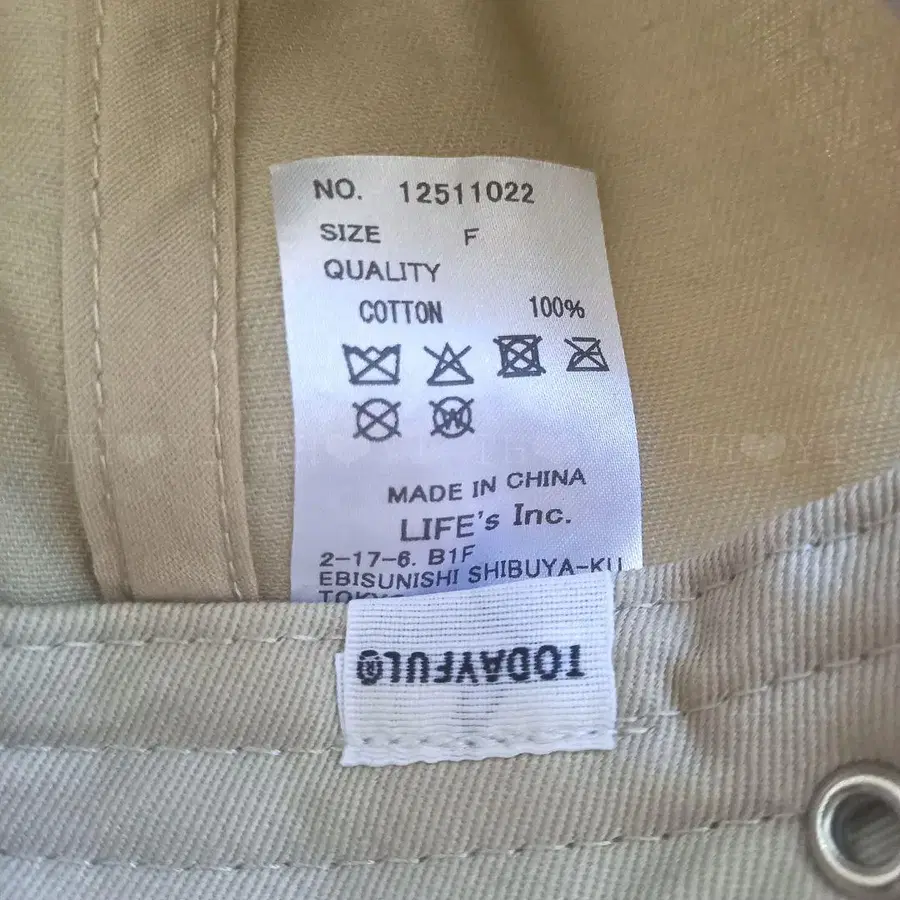 NO. 12511022
SIZE F
QUALITY
COTTON 100%
W
MADE IN CHINA
LIFE's Inc.
2-17-6. B1F
EBISUNISHI SHIBUYA-KU
TOKYO
TODAYFUL®